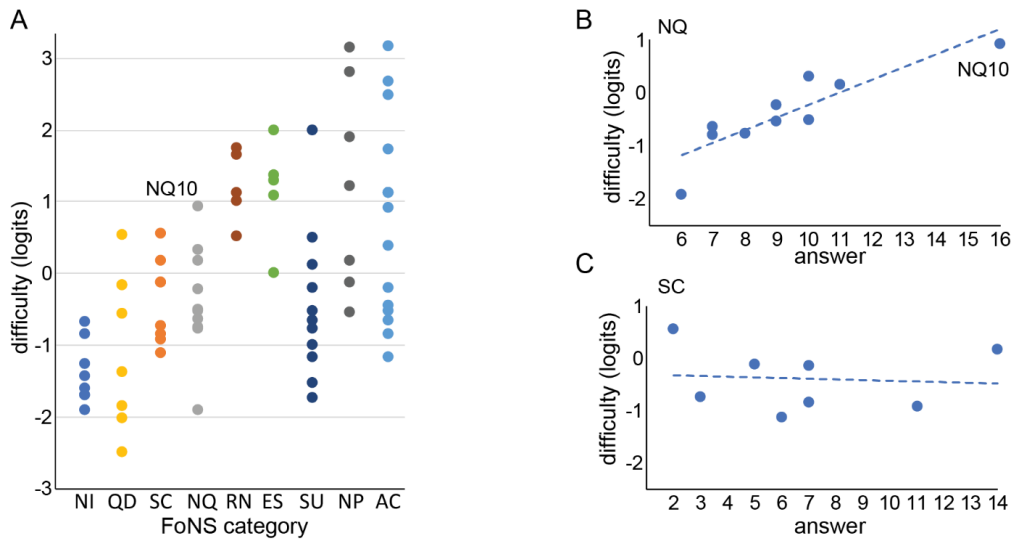 A
difficulty (logits)
3
2
1
0
-1
-2
-3
NQ10
NI QD SC NQ RN ES SU NP AC
FoNS category
B
NQ
difficulty (logits)
1
0
-1
-2
NQ10
6 7 8 9 10 11 12 13 14 15 16
answer
C
SC
difficulty (logits)
1
0
-1
-2
2 3 4 5 6 7 8 9 10 11 12 13 14
answer